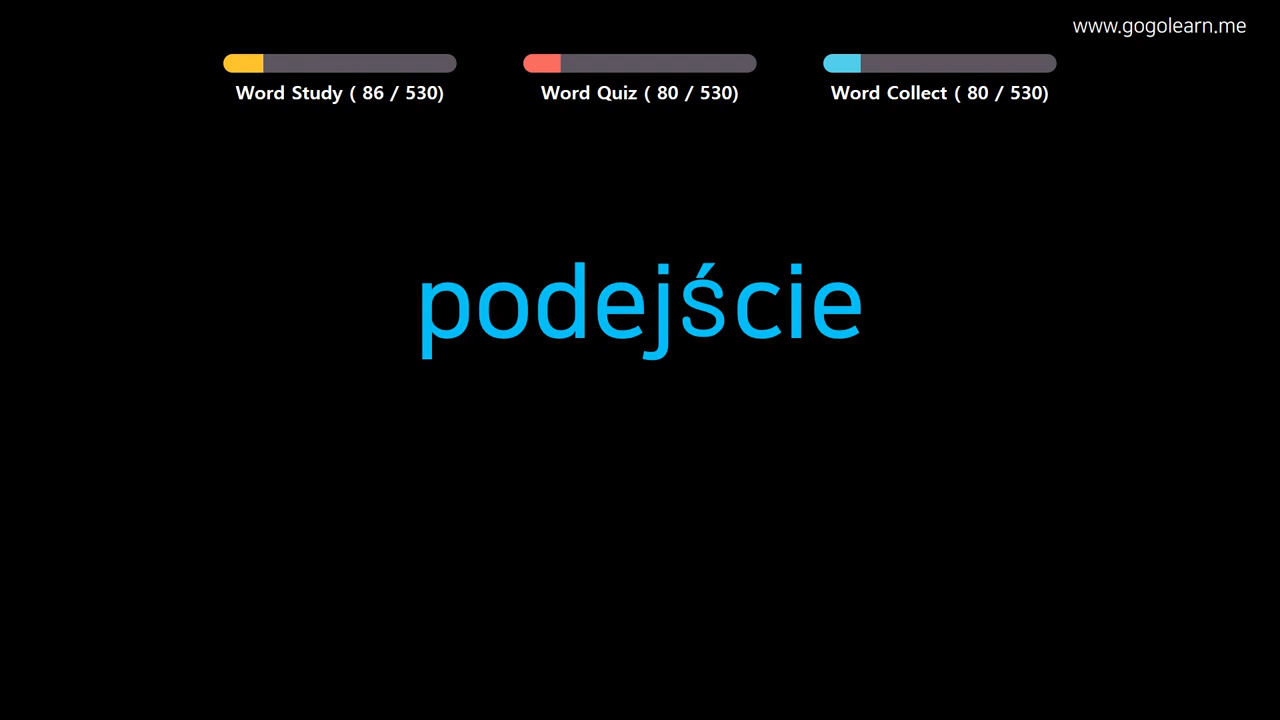 www.gogolearn.me
Word Study ( 86 / 530)
Word Quiz ( 80 / 530)
Word Collect ( 80 / 530)
podejście